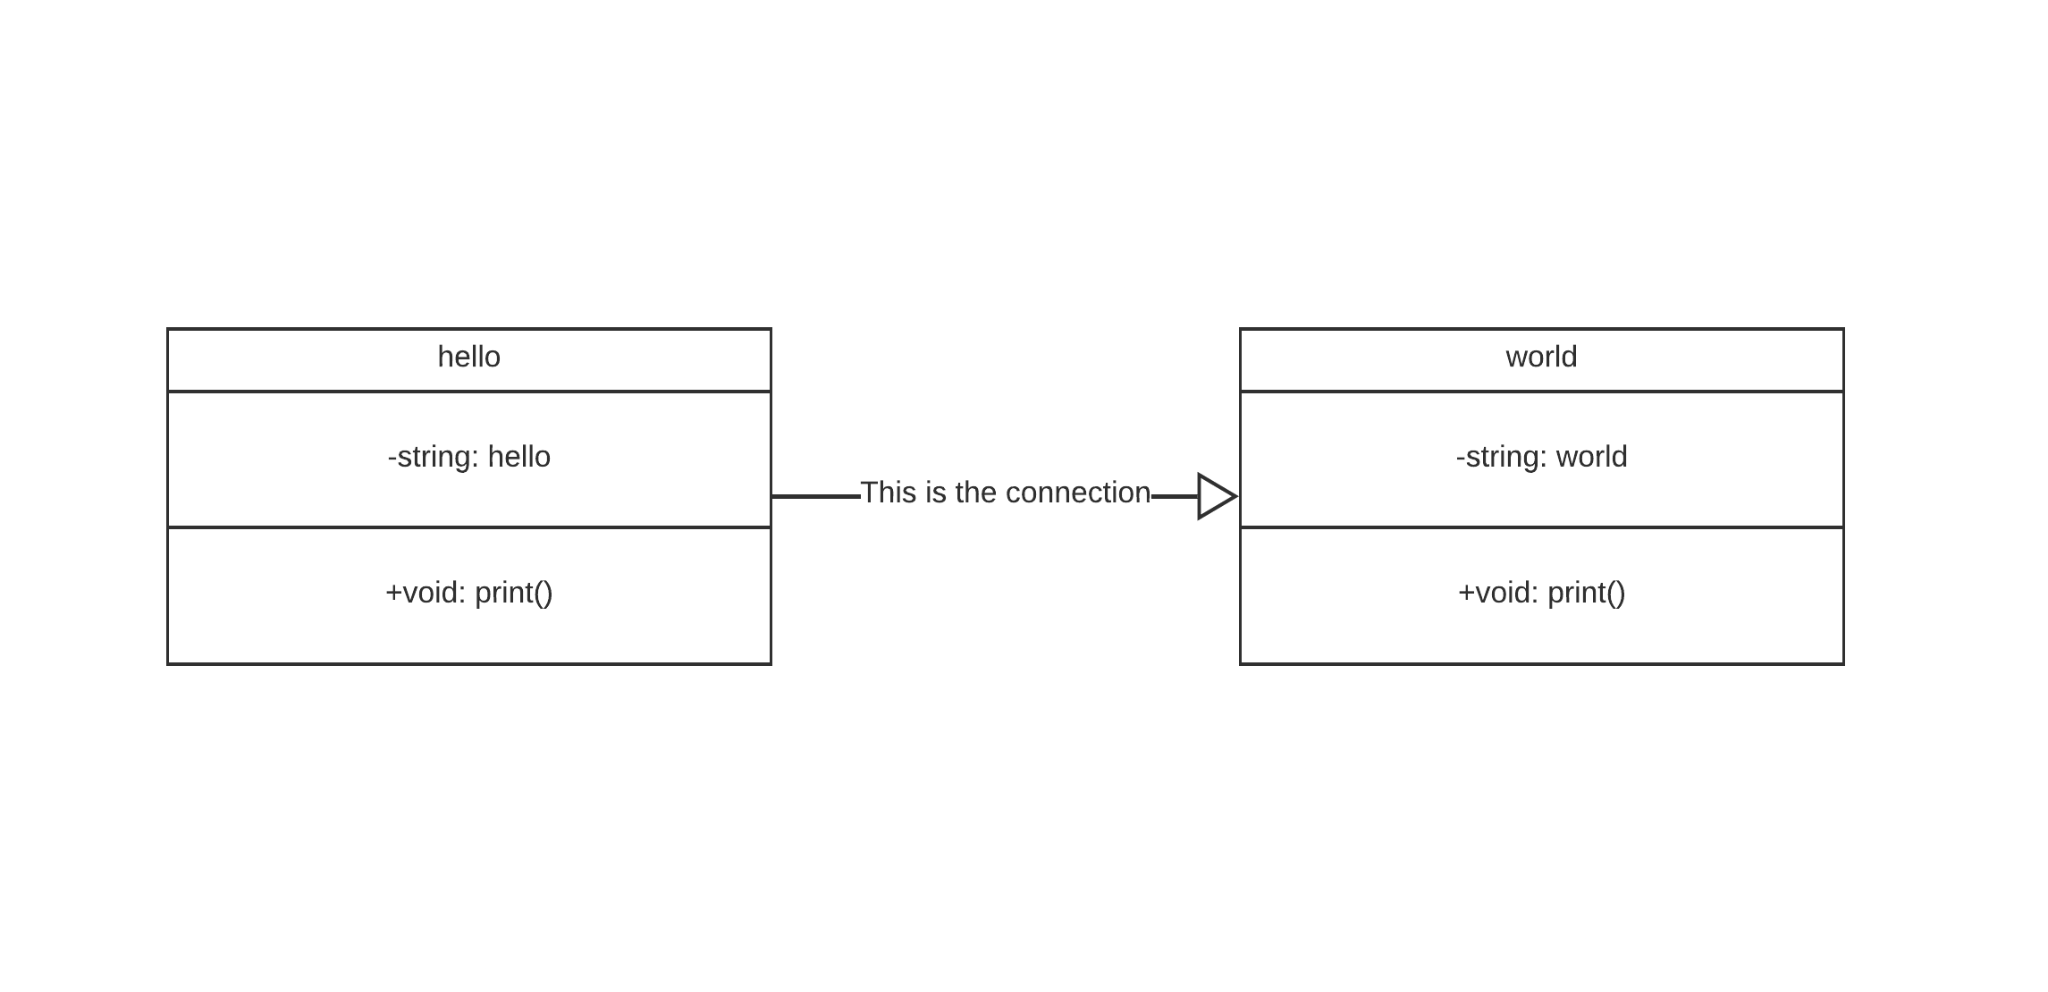 hello
-string: hello
+void: print()
This is the connection
world
-string: world
+void: print()